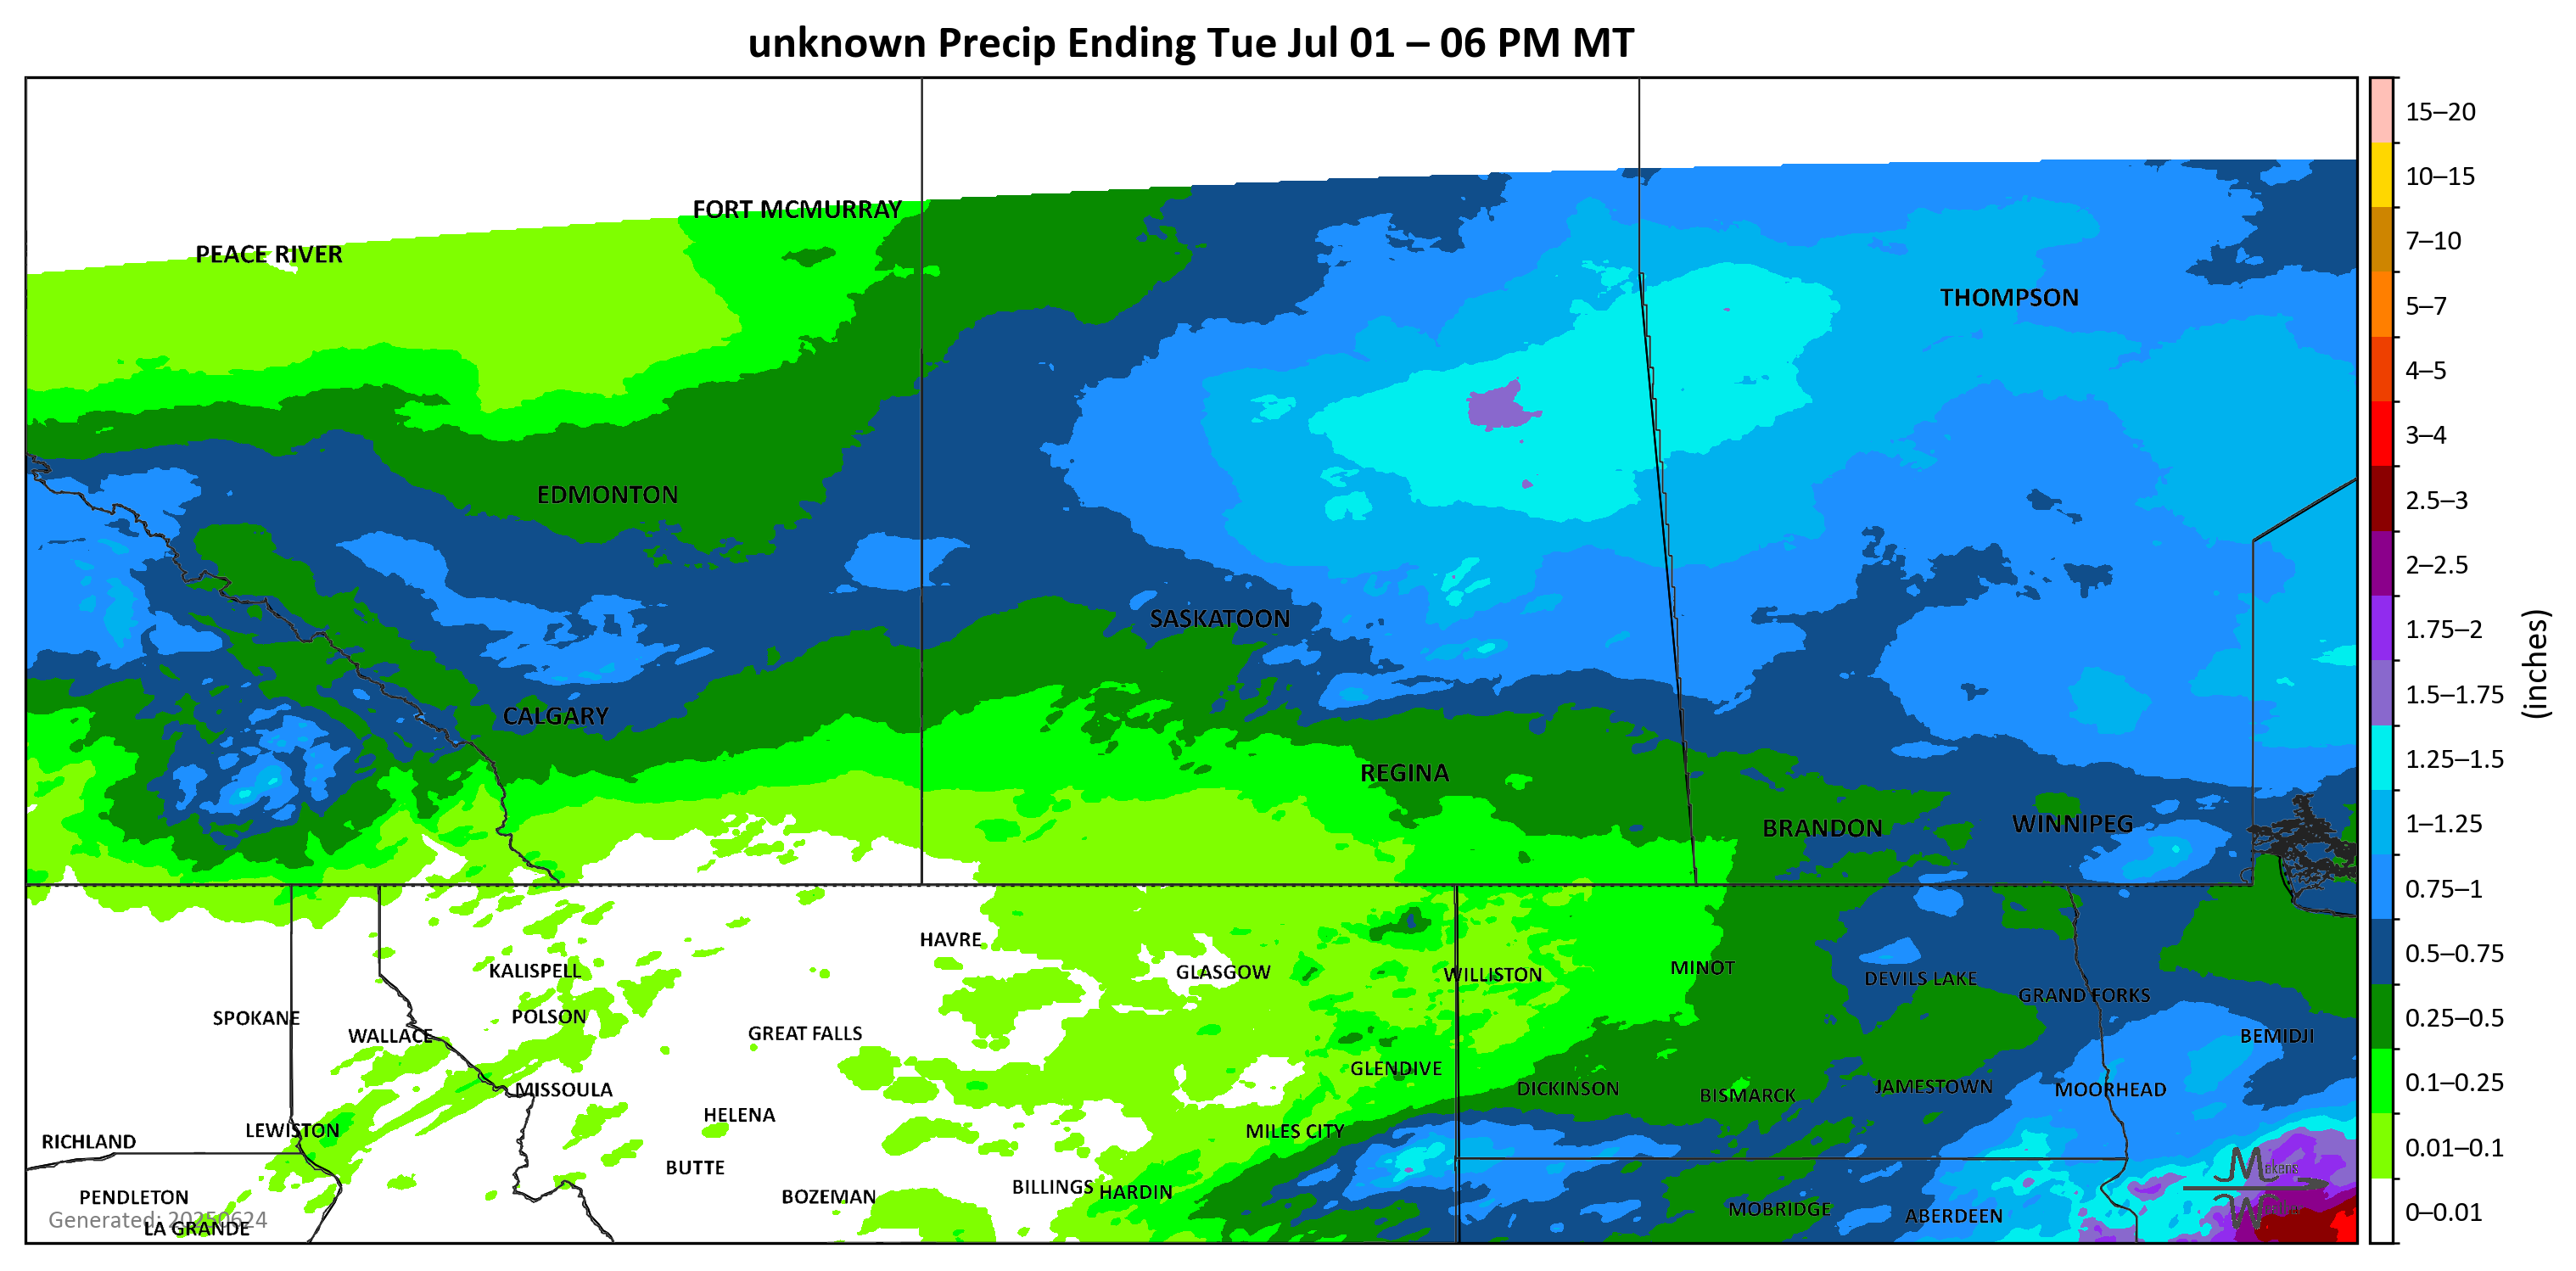 unknown Precip Ending Tue Jul 01 – 06 PM MT
15–20
FORT MCMURRAY
10–15
PEACE RIVER
7–10
THOMPSON
5–7
4–5
3–4
EDMONTON
2.5–3
2–2.5
SASKATOON
1.75–2
(inches)
1.5–1.75
CALGARY
1.25–1.5
REGINA
BRANDON
WINNIPEG
1–1.25
0.75–1
HAVRE
0.5–0.75
KALISPELL
GLASGOW
WILLISTON
MINOT
DEVILS LAKE
GRAND FORKS
SPOKANE
POLSON
0.25–0.5
WALLACE
GREAT FALLS
BEMIDJI
GLENDIVE
0.1–0.25
MISSOULA
DICKINSON
BISMARCK
JAMESTOWN
MOORHEAD
HELENA
LEWISTON
MILES CITY
RICHLAND
0.01–0.1
BUTTE
PENDLETON
BOZEMAN
BILLINGS
HARDIN
MOBRIDGE
ABERDEEN
0–0.01
Generated: 20250624
LA GRANDE